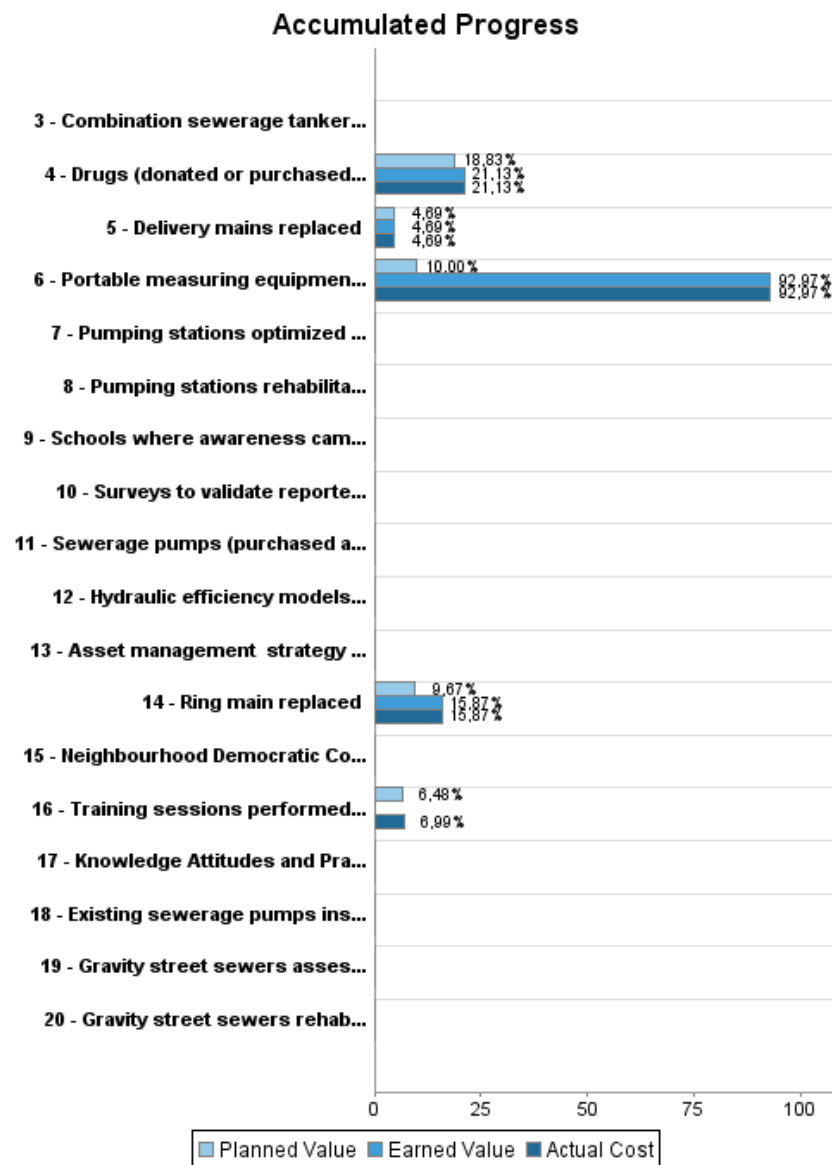 Accumulated Progress
3 - Combination sewerage tanker...
4 - Drugs (donated or purchased...
18,83%
21,13%
21,13%
5 - Delivery mains replaced
4,69%
4,69%
4,69%
6 - Portable measuring equipmen...
10,00%
92,97%
92,97%
7 - Pumping stations optimized ...
8 - Pumping stations rehabilita...
9 - Schools where awareness cam...
10 - Surveys to validate reporte...
11 - Sewerage pumps (purchased a...
12 - Hydraulic efficiency models...
13 - Asset management  strategy ...
14 - Ring main replaced
9,67%
15,87%
15,87%
15 - Neighbourhood Democratic Co...
16 - Training sessions performed...
6,48%
6,99%
17 - Knowledge Attitudes and Pra...
18 - Existing sewerage pumps ins...
19 - Gravity street sewers asses...
20 - Gravity street sewers rehab...
0 25 50 75 100
Planned Value Earned Value Actual Cost